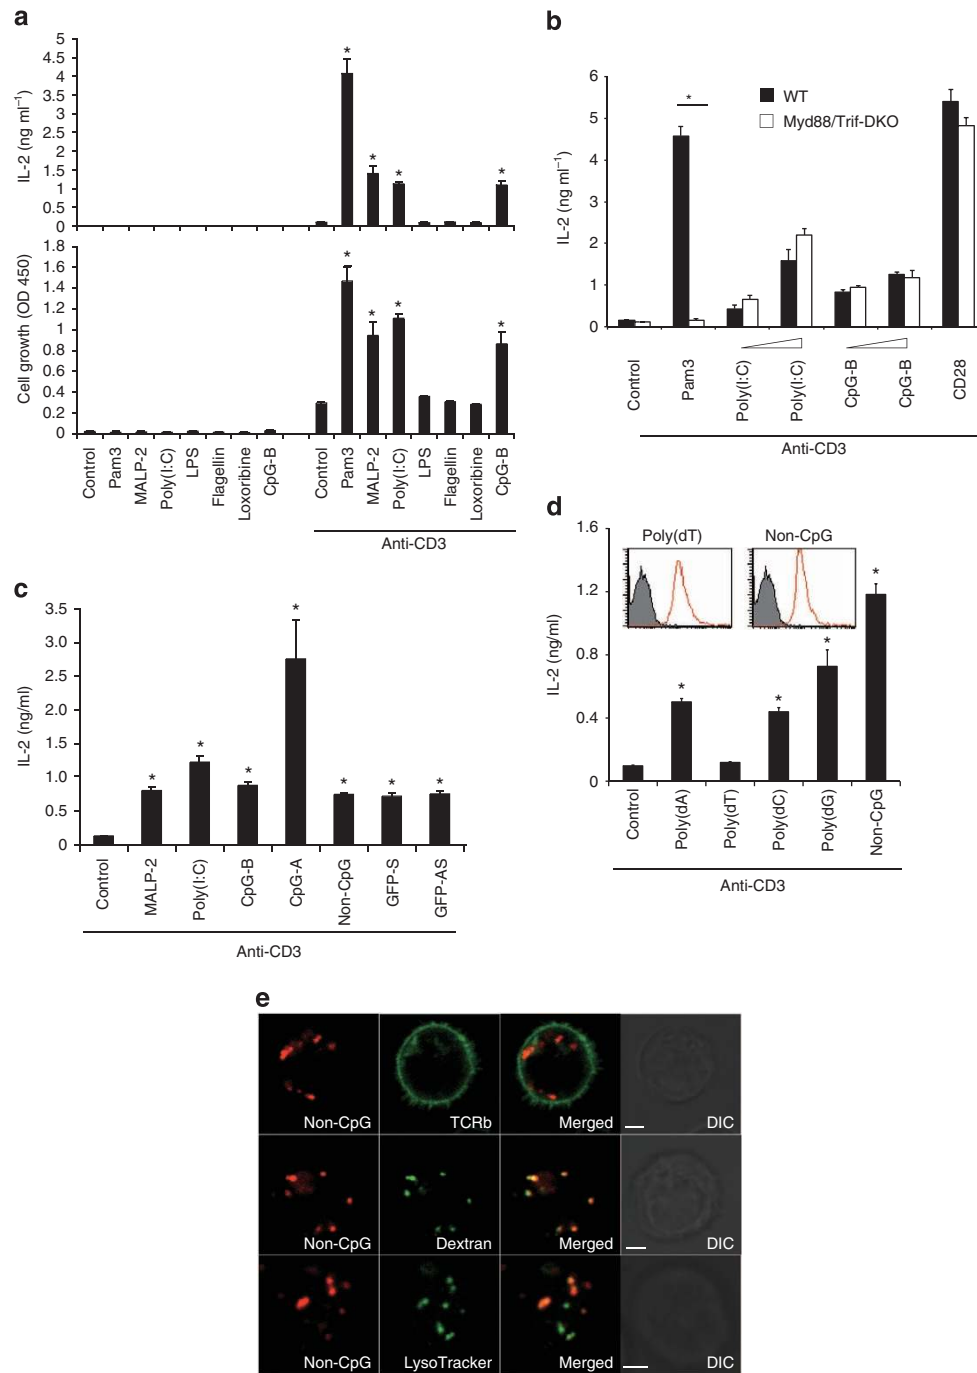 a
5
4.5
4
3.5
3
2.5
2
1.5
1
0.5
0
IL-2 (ng ml⁻¹)
* * * *
1.8
1.6
1.4
1.2
1
0.8
0.6
0.4
0.2
0
Cell growth (OD 450)
* * * *
Control Pam3 MALP-2 Poly(I:C) LPS Flagellin Loxoribine CpG-B Control Pam3 MALP-2 Poly(I:C) LPS Flagellin Loxoribine CpG-B
Anti-CD3
b
6
5
4
3
2
1
0
IL-2 (ng ml⁻¹)
*
WT
Myd88/Trif-DKO
Control Pam3 Poly(I:C) Poly(I:C) CpG-B CpG-B CD28
Anti-CD3
c
3.5
3.0
2.5
2.0
1.5
1.0
0.5
0
IL-2 (ng/ml)
* * * * * * *
Control MALP-2 Poly(I:C) CpG-B CpG-A Non-CpG GFP-S GFP-AS
Anti-CD3
d
1.6
1.2
0.8
0.4
0
IL-2 (ng/ml)
Poly(dT) Non-CpG
* * * *
Control Poly(dA) Poly(dT) Poly(dC) Poly(dG) Non-CpG
Anti-CD3
e
Non-CpG TCRb Merged DIC
Non-CpG Dextran Merged DIC
Non-CpG LysoTracker Merged DIC